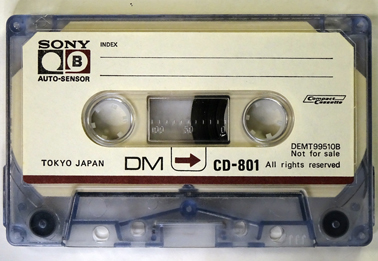 SONY
INDEX
B
AUTO-SENSOR
Compact
Cassette
100 50 0
DEMT99510B
Not for sale
TOKYO JAPAN DM CD-801 All rights reserved